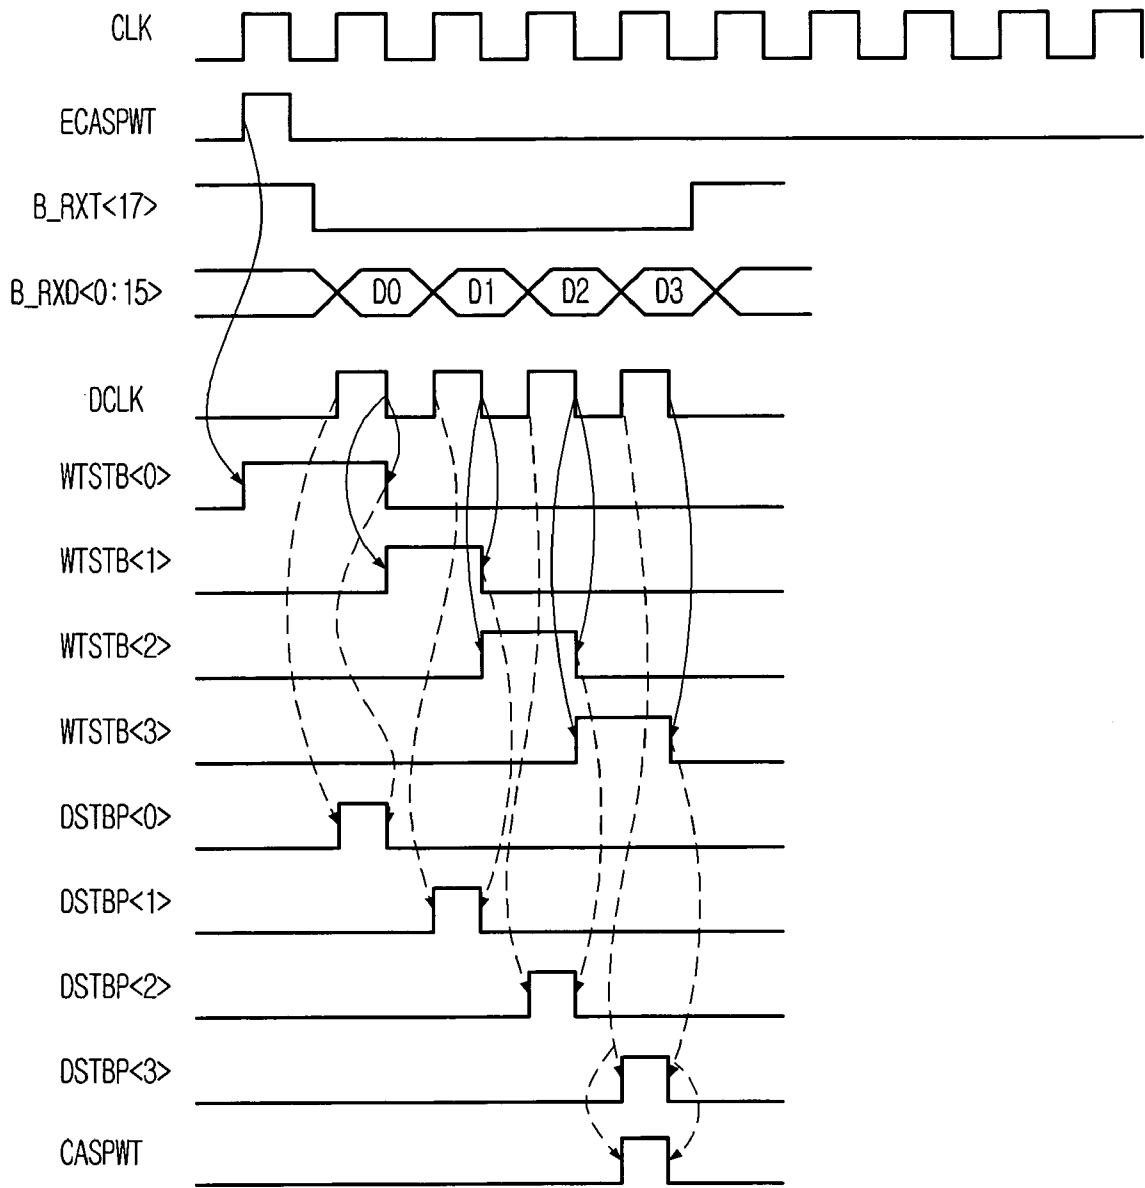 CLK
ECASPWT
B_RXT<17>
B_RXD<0:15>
D0 D1 D2 D3
DCLK
WTSTB<0>
WTSTB<1>
WTSTB<2>
WTSTB<3>
DSTBP<0>
DSTBP<1>
DSTBP<2>
DSTBP<3>
CASPWT